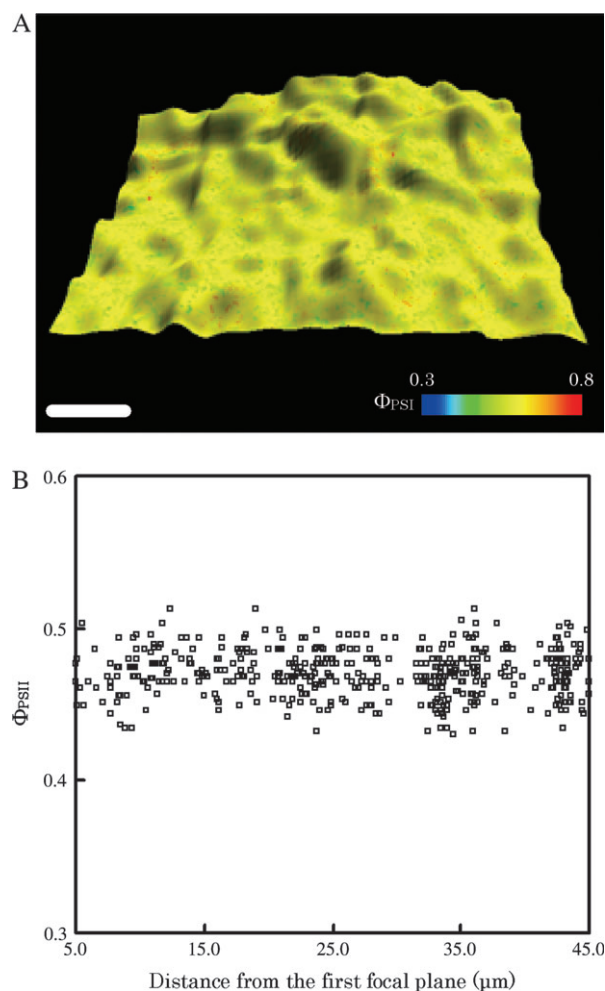 A
0.3 0.8
ΦPSI
B
0.6
0.5
0.4
0.3
ΦPSII
5.0 15.0 25.0 35.0 45.0
Distance from the first focal plane (μm)